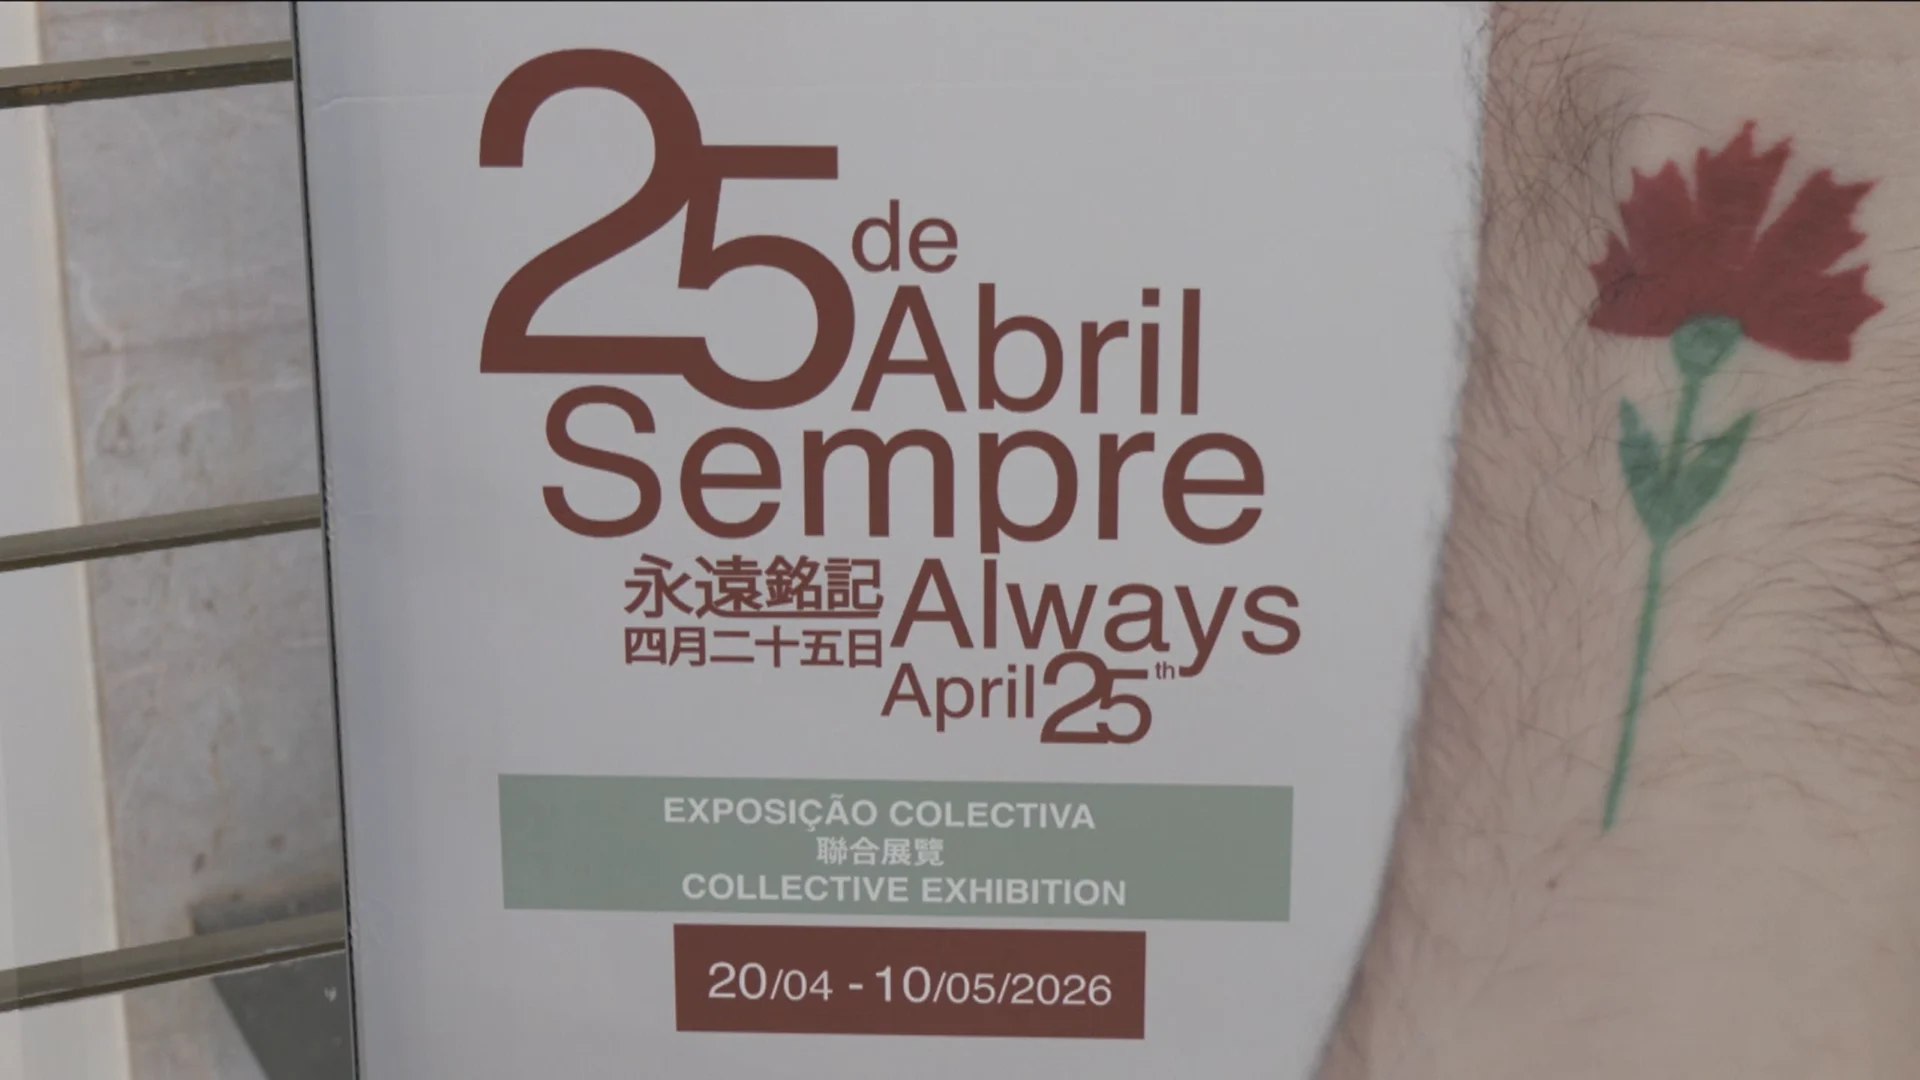 25 de
Abril
Sempre
永遠銘記
四月二十五日
Always
April 25th
EXPOSIÇÃO COLECTIVA
聯合展覽
COLLECTIVE EXHIBITION
20/04 - 10/05/2026